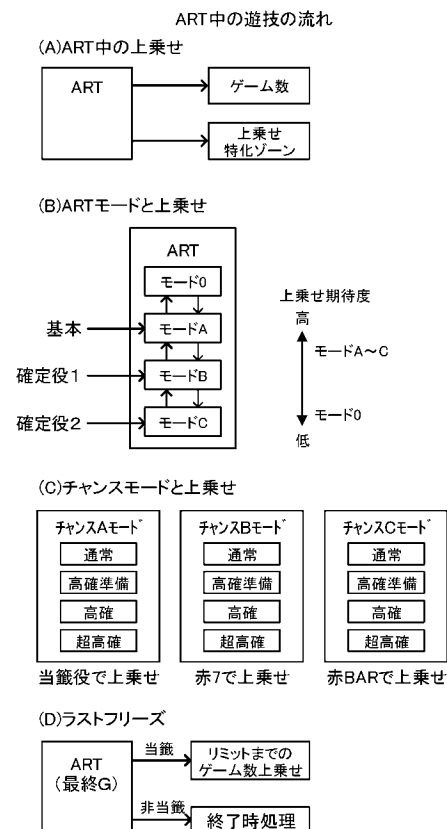 ART中の遊技の流れ
(A)ART中の上乗せ
ART
ゲーム数
上乗せ
特化ゾーン
(B)ARTモードと上乗せ
ART
モード0
基本
モードA
確定役1
モードB
確定役2
モードC
上乗せ期待度
高
モードA～C
モード0
低
(C)チャンスモードと上乗せ
チャンスAモード
通常
高確準備
高確
超高確
当籤役で上乗せ
チャンスBモード
通常
高確準備
高確
超高確
赤7で上乗せ
チャンスCモード
通常
高確準備
高確
超高確
赤BARで上乗せ
(D)ラストフリーズ
ART
(最終G)
当籤
リミットまでの
ゲーム数上乗せ
非当籤
終了時処理